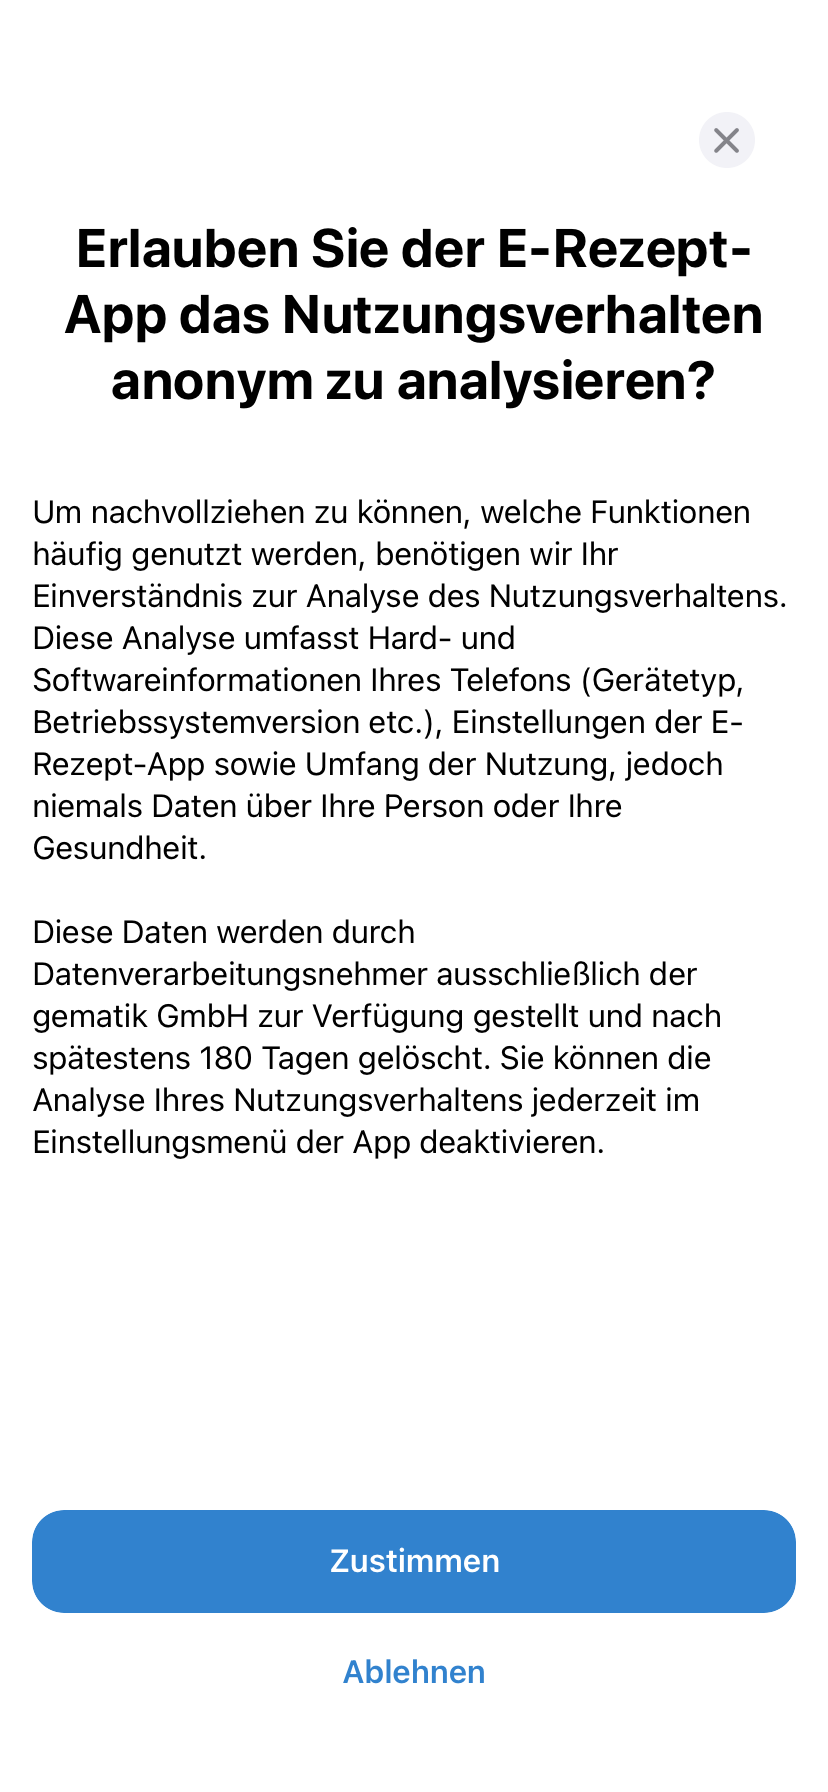 Erlauben Sie der E-Rezept-
App das Nutzungsverhalten
anonym zu analysieren?
Um nachvollziehen zu können, welche Funktionen
häufig genutzt werden, benötigen wir Ihr
Einverständnis zur Analyse des Nutzungsverhaltens.
Diese Analyse umfasst Hard- und
Softwareinformationen Ihres Telefons (Gerätetyp,
Betriebssystemversion etc.), Einstellungen der E-
Rezept-App sowie Umfang der Nutzung, jedoch
niemals Daten über Ihre Person oder Ihre
Gesundheit.
Diese Daten werden durch
Datenverarbeitungsnehmer ausschließlich der
gematik GmbH zur Verfügung gestellt und nach
spätestens 180 Tagen gelöscht. Sie können die
Analyse Ihres Nutzungsverhaltens jederzeit im
Einstellungsmenü der App deaktivieren.
Zustimmen
Ablehnen